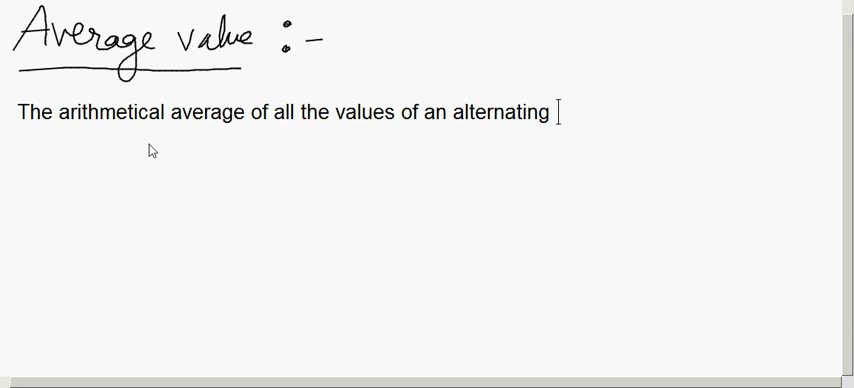 Average value :-
The arithmetical average of all the values of an alternating